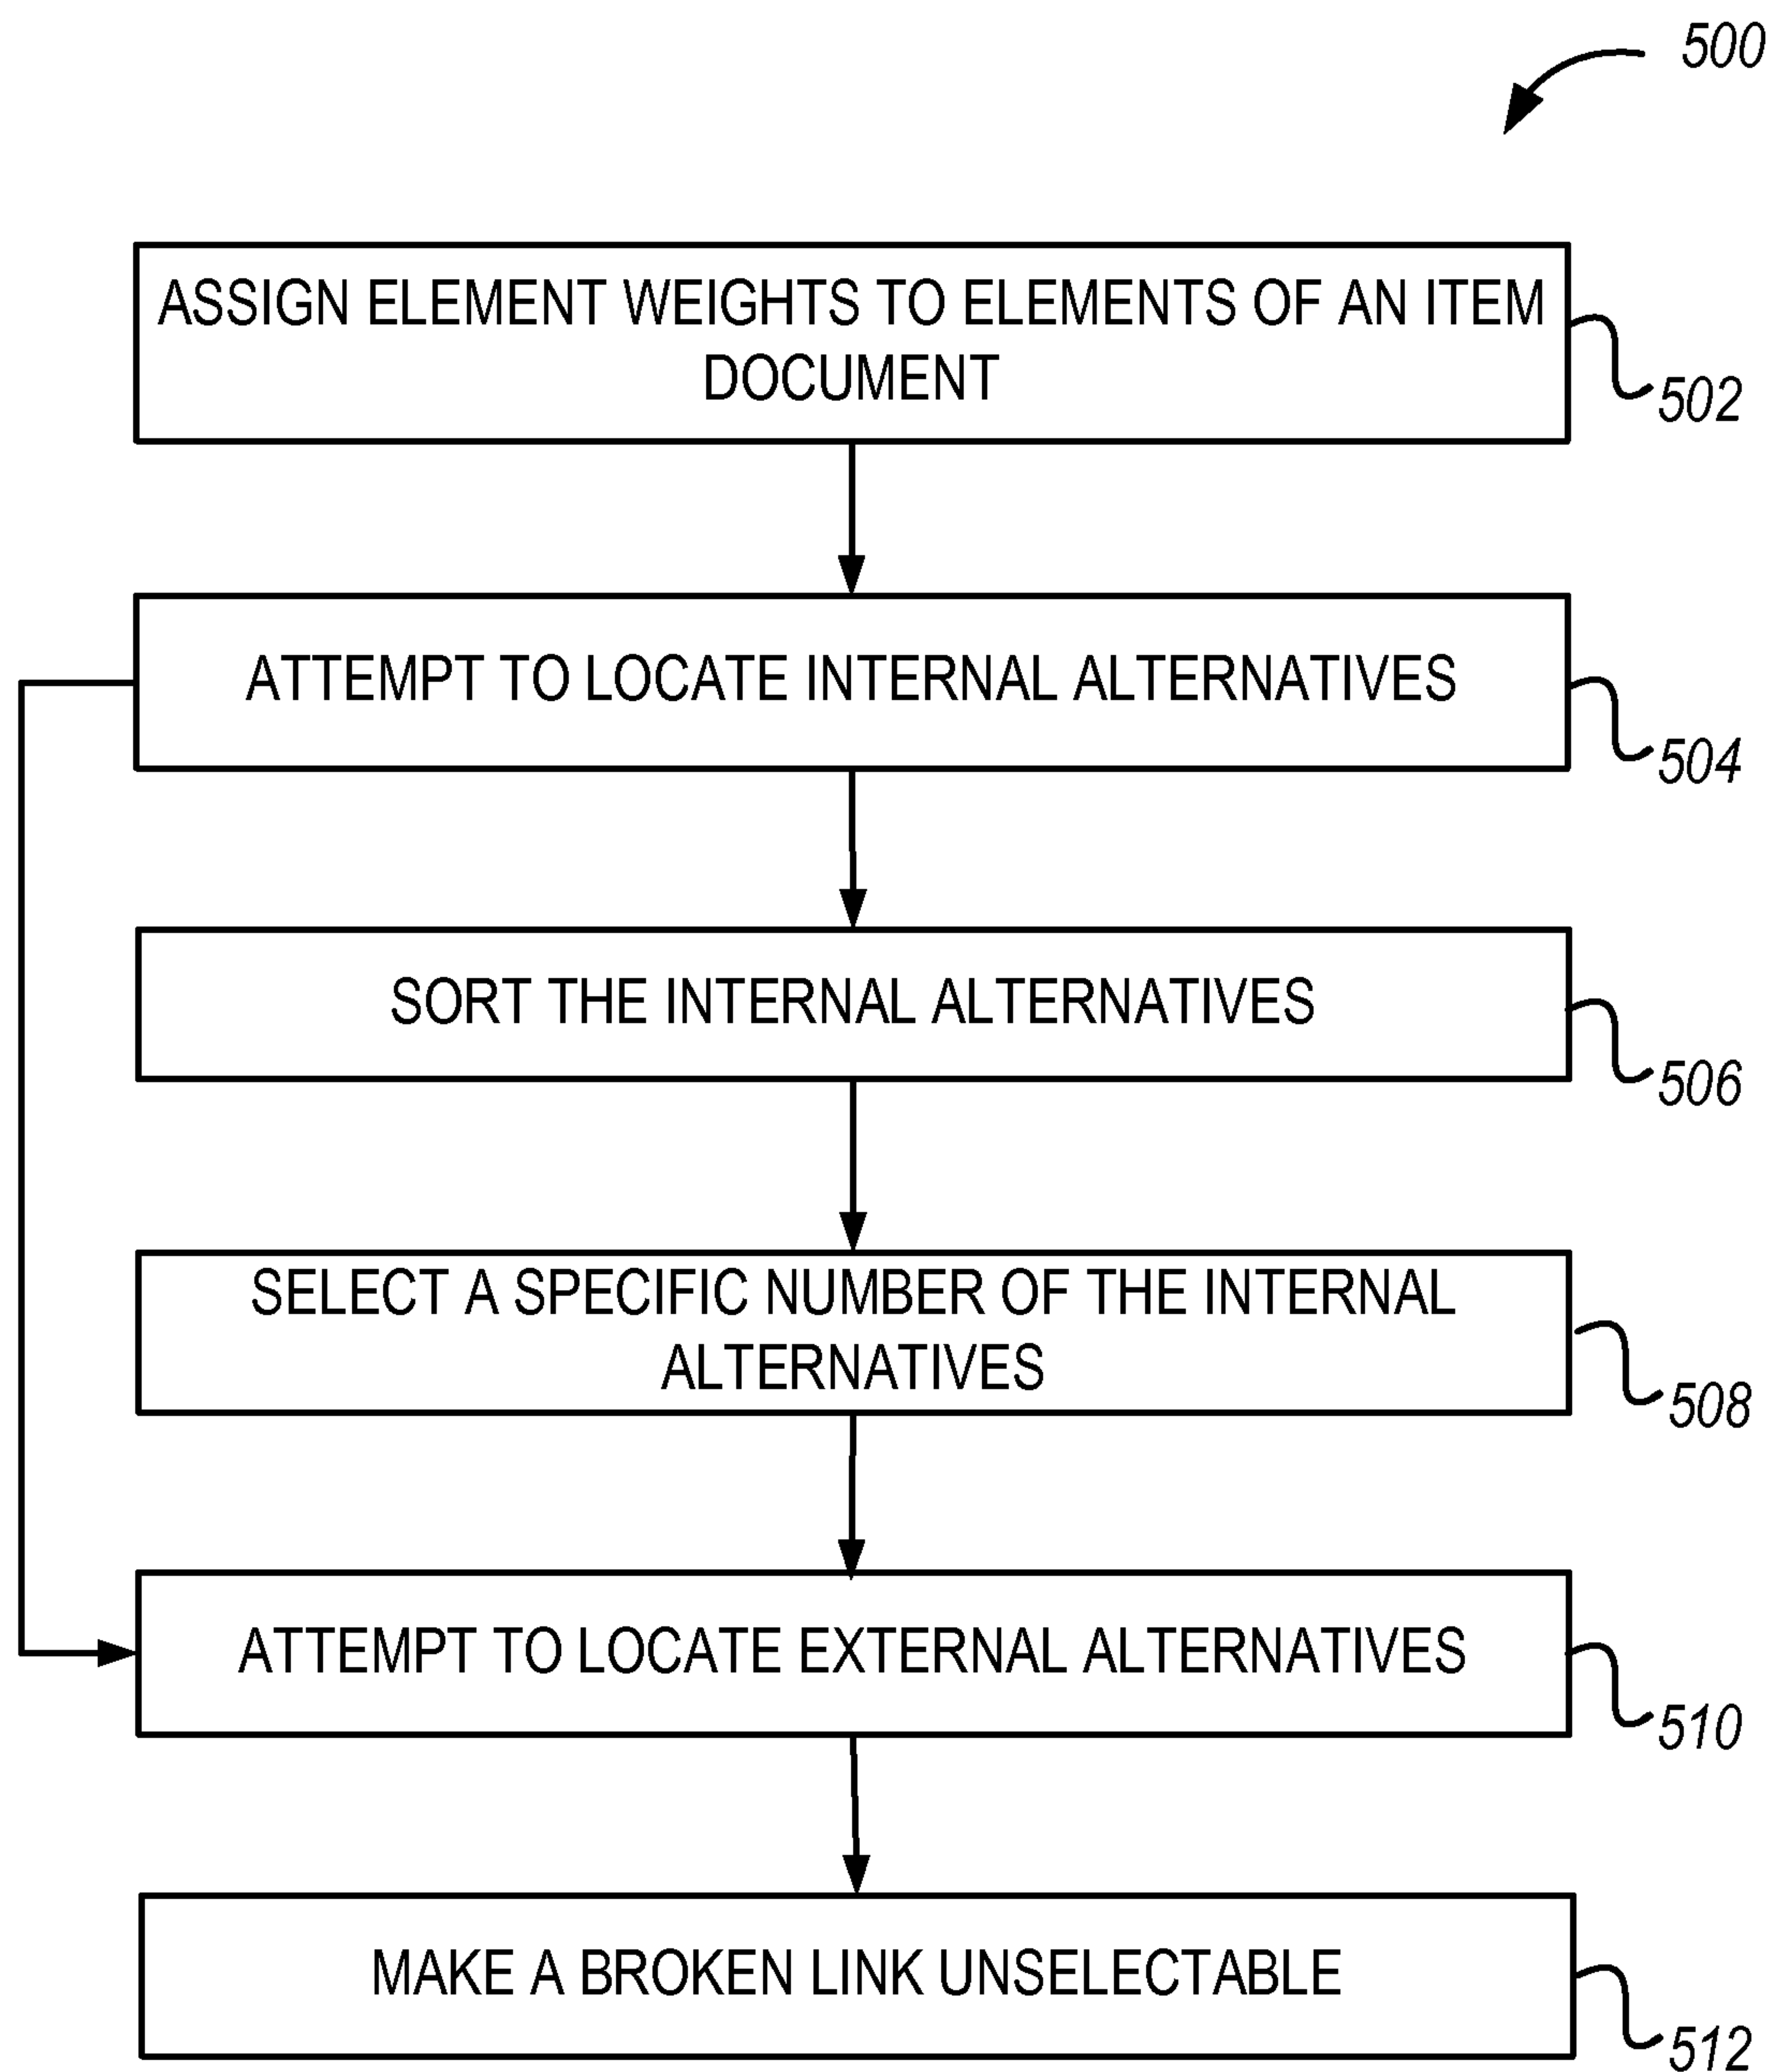 500
ASSIGN ELEMENT WEIGHTS TO ELEMENTS OF AN ITEM
DOCUMENT
502
ATTEMPT TO LOCATE INTERNAL ALTERNATIVES
504
SORT THE INTERNAL ALTERNATIVES
506
SELECT A SPECIFIC NUMBER OF THE INTERNAL
ALTERNATIVES
508
ATTEMPT TO LOCATE EXTERNAL ALTERNATIVES
510
MAKE A BROKEN LINK UNSELECTABLE
512